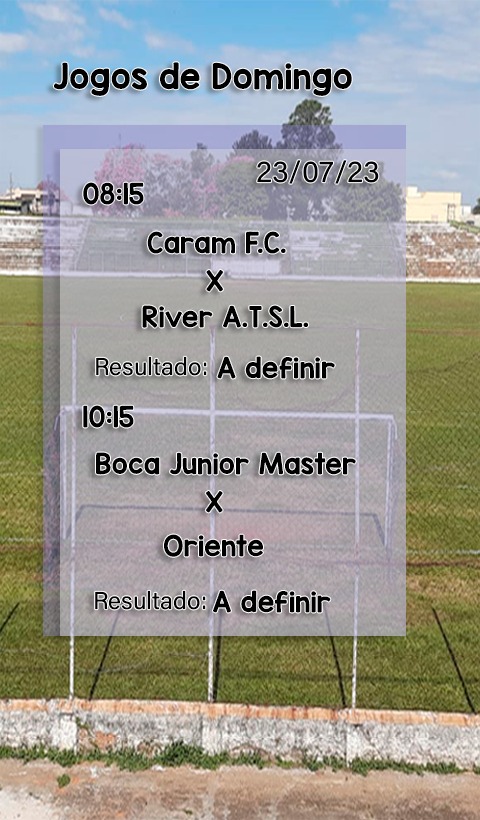 Jogos de Domingo
23/07/23
08:15
Caram F.C.
X
River A.T.S.L.
Resultado: A definir
10:15
Boca Junior Master
X
Oriente
Resultado: A definir